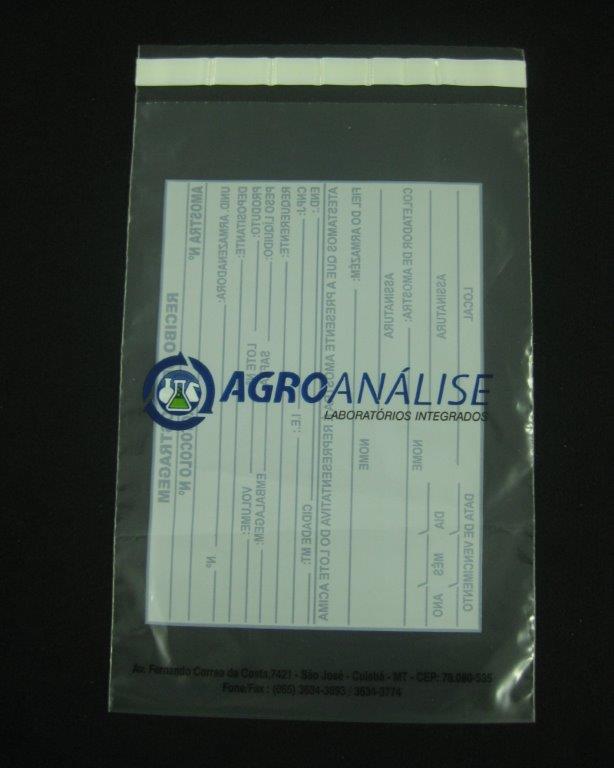 AGROANÁLISE
LABORATÓRIOS INTEGRADOS
RECIBO
Nº AMOSTRA
Nº
UNID. ARMAZENADORA:
DEPOSITANTE:
VOLUME:
PRODUTO:
LOTE Nº
EMBALAGEM:
PESO LIQUIDO:
REQUERENTE:
CNPJ:
I.E.:
END.:
CIDADE MT:
ATESTAMOS QUE A PRESENTE AMOSTRA
DO LOTE ACIMA
FIEL DO ARMAZÉM:
ASSINATURA
NOME
COLETADOR DE AMOSTRA:
ASSINATURA
NOME
LOCAL
DIA MÊS ANO
DATA DE VENCIMENTO
Av. Fernando Correa da Costa,7421 - São José - Cuiabá - MT - CEP: 78.080-535
Fone/Fax : (065) 3634-3893 / 3634-3774